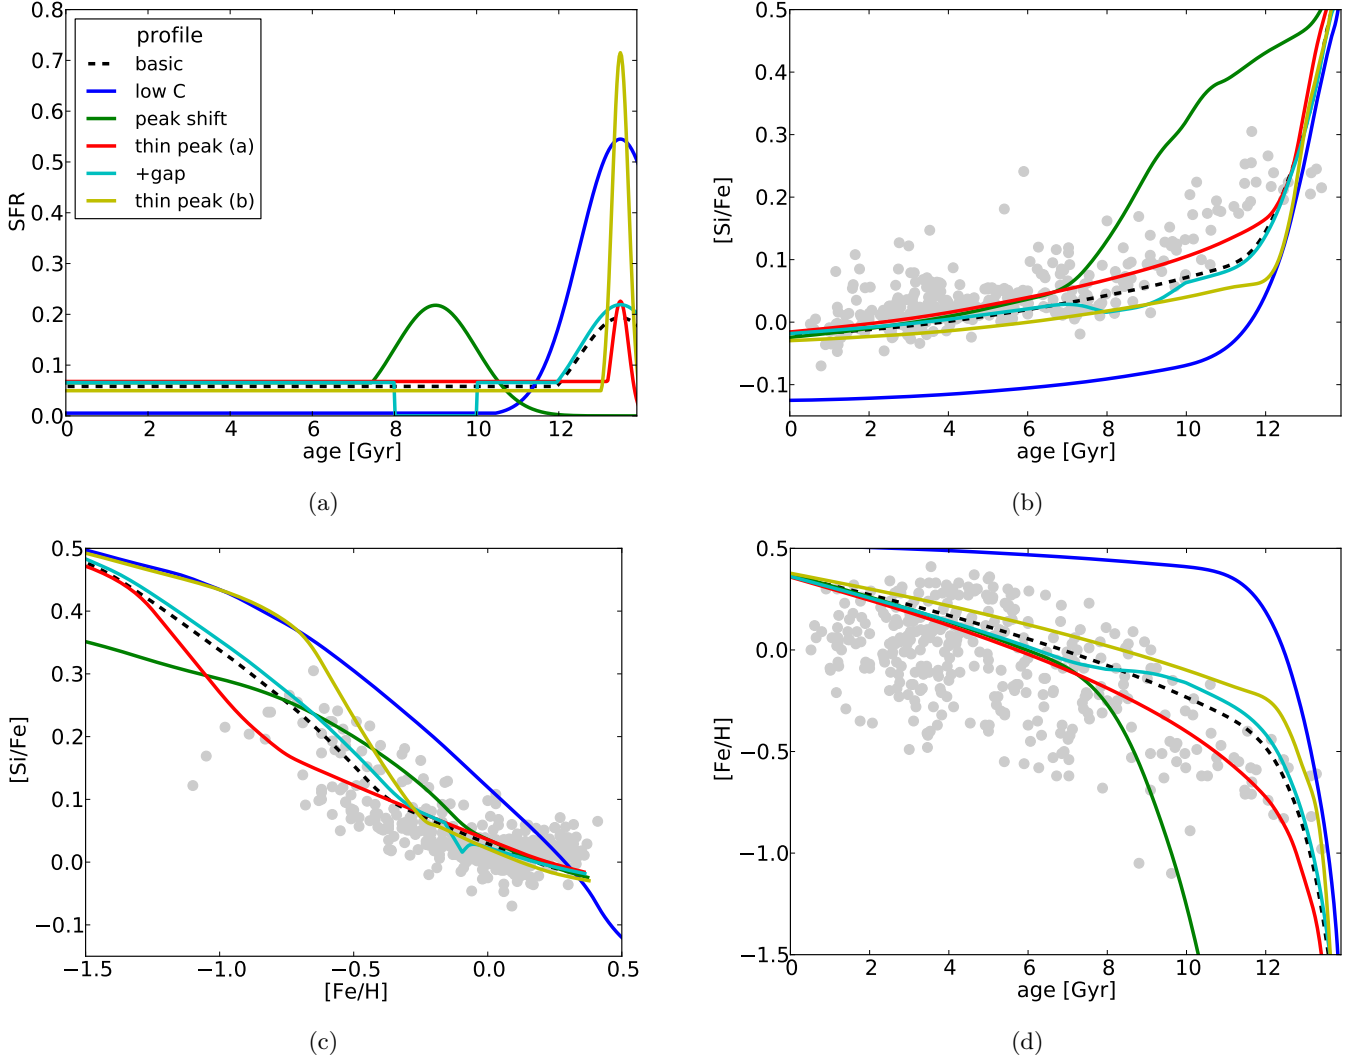 0.8
0.7
0.6
0.5
0.4
0.3
0.2
0.1
0.0
SFR
profile
basic
low C
peak shift
thin peak (a)
+gap
thin peak (b)
0 2 4 6 8 10 12
age [Gyr]
(a)
0.5
0.4
0.3
0.2
0.1
0.0
−0.1
[Si/Fe]
0 2 4 6 8 10 12
age [Gyr]
(b)
0.5
0.4
0.3
0.2
0.1
0.0
−0.1
[Si/Fe]
−1.5 −1.0 −0.5 0.0 0.5
[Fe/H]
(c)
0.5
0.0
−0.5
−1.0
−1.5
[Fe/H]
0 2 4 6 8 10 12
age [Gyr]
(d)